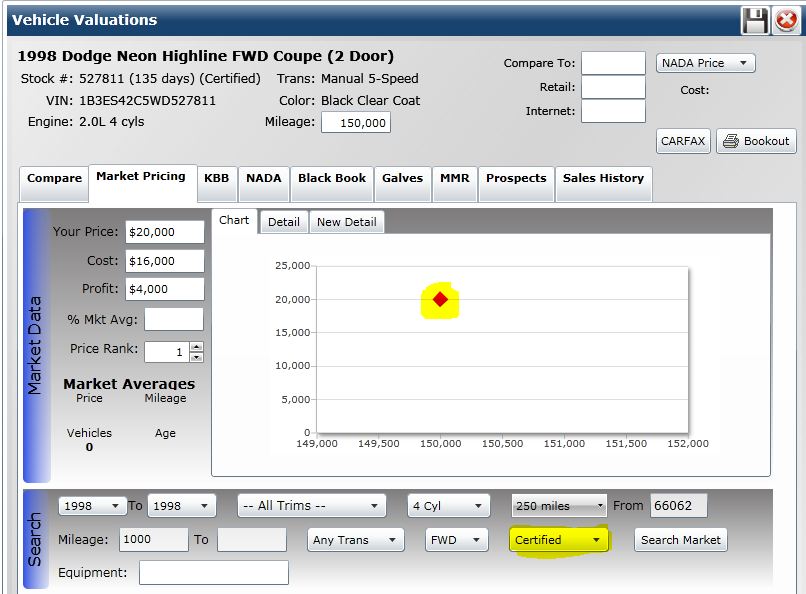 Vehicle Valuations
1998 Dodge Neon Highline FWD Coupe (2 Door)
Stock #: 527811 (135 days) (Certified) Trans: Manual 5-Speed
VIN: 1B3ES42C5WD527811 Color: Black Clear Coat
Engine: 2.0L 4 cyls Mileage: 150,000
Compare To: NADA Price
Retail: Cost:
Internet:
CARFAX Bookout
Compare Market Pricing KBB NADA Black Book Galves MMR Prospects Sales History
Market Data
Your Price: $20,000
Cost: $16,000
Profit: $4,000
% Mkt Avg:
Price Rank: 1
Market Averages
Price Mileage
Vehicles Age
0
Chart Detail New Detail
25,000
20,000
15,000
10,000
5,000
0
149,000 149,500 150,000 150,500 151,000 151,500 152,000
Search
1998 To 1998 -- All Trims -- 4 Cyl 250 miles From 66062
Mileage: 1000 To Any Trans FWD Certified Search Market
Equipment: